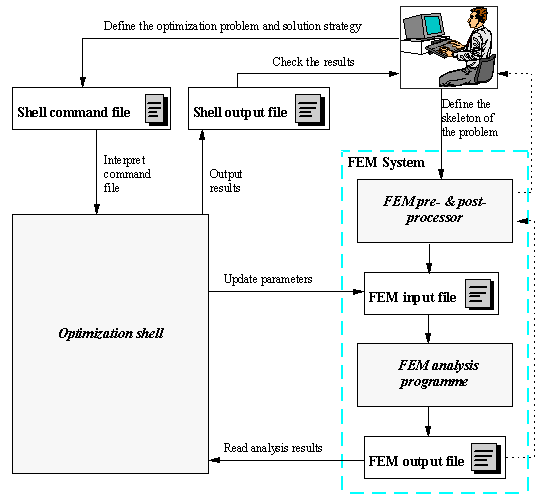 Define the optimization problem and solution strategy
Check the results
Shell command file
Shell output file
Define the
skeleton of
the problem
Interpret
command
file
Output
results
FEM System
FEM pre- & post-
processor
Update parameters
FEM input file
Optimization shell
FEM analysis
programme
Read analysis results
FEM output file